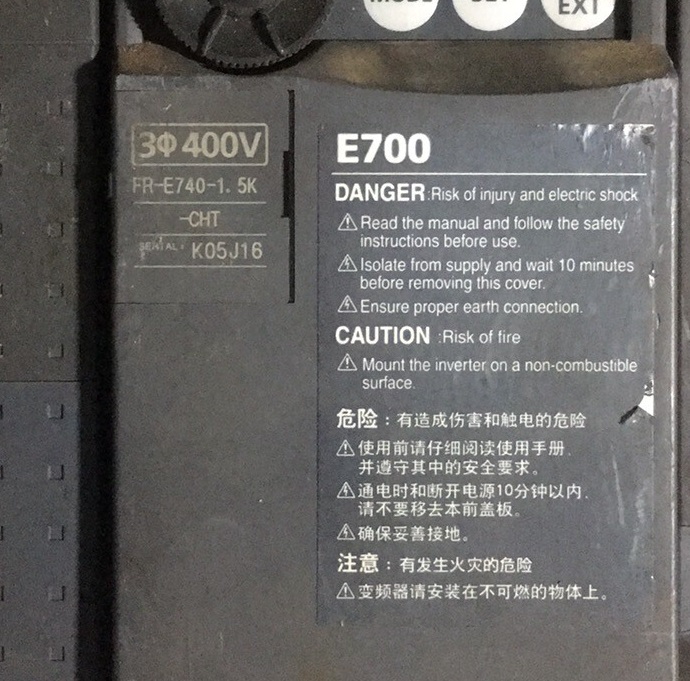 MODE SET EXT
3Φ 400V
FR-E740-1.5K
-CHT
SERIAL: K05J16
E700
DANGER :Risk of injury and electric shock
Read the manual and follow the safety
instructions before use.
Isolate from supply and wait 10 minutes
before removing this cover.
Ensure proper earth connection.
CAUTION :Risk of fire
Mount the inverter on a non-combustible
surface.
危险：有造成伤害和触电的危险
使用前请仔细阅读使用手册，
并遵守其中的安全要求。
通电时和断开电源10分钟以内，
请不要移去本前盖板。
确保妥善接地。
注意：有发生火灾的危险
变频器请安装在不可燃的物体上。